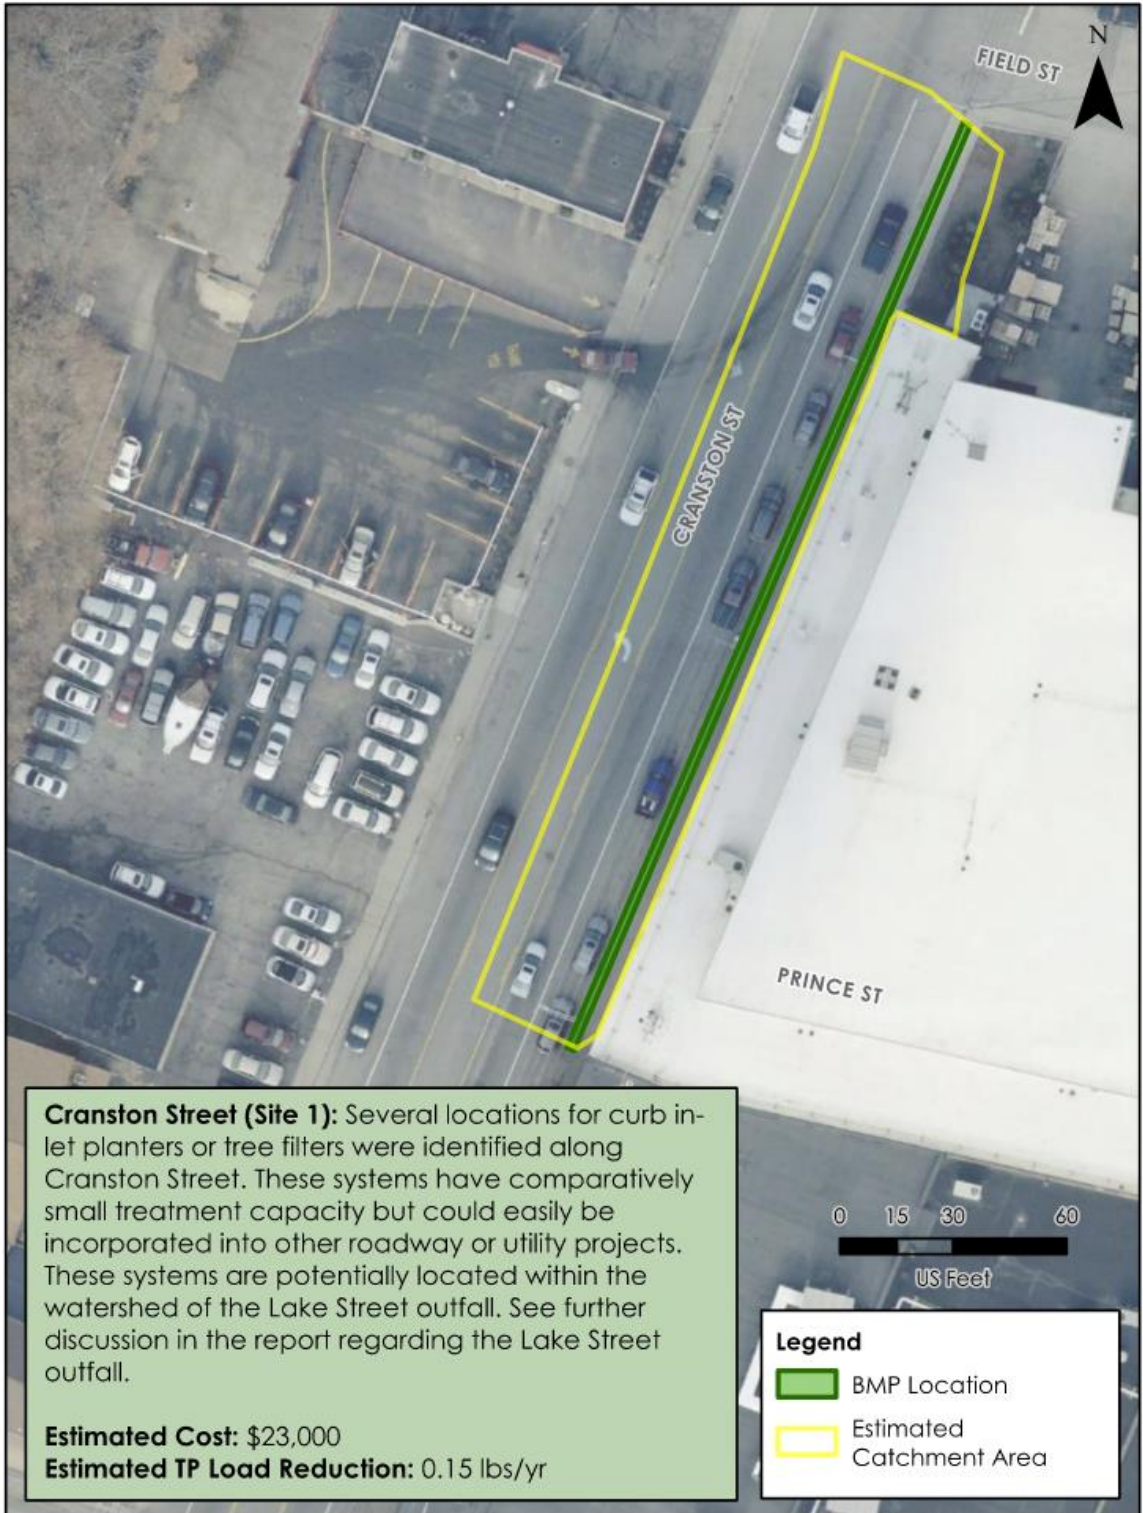 N
FIELD ST
CRANSTON ST
PRINCE ST
Cranston Street (Site 1): Several locations for curb in-
let planters or tree filters were identified along
Cranston Street. These systems have comparatively
small treatment capacity but could easily be
incorporated into other roadway or utility projects.
These systems are potentially located within the
watershed of the Lake Street outfall. See further
discussion in the report regarding the Lake Street
outfall.
Estimated Cost: $23,000
Estimated TP Load Reduction: 0.15 lbs/yr
0 15 30 60
US Feet
Legend
BMP Location
Estimated
Catchment Area